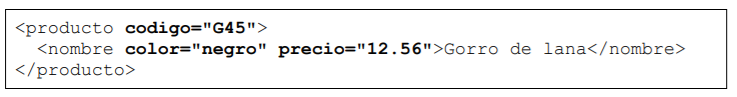 <producto codigo="G45">
  <nombre color="negro" precio="12.56">Gorro de lana</nombre>
</producto>